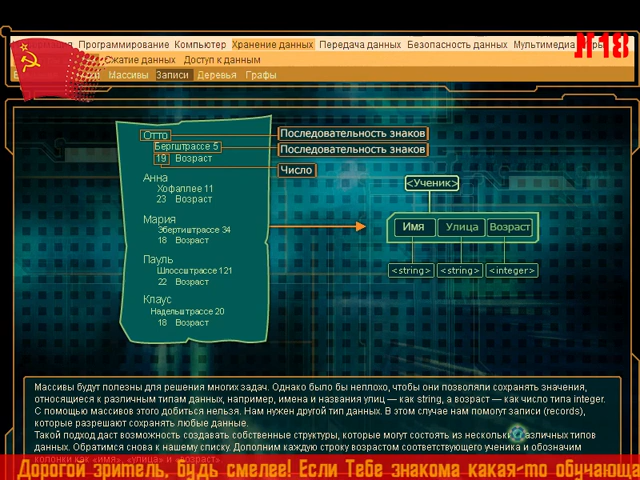 Программирование Компьютер Хранение данных Передача данных Безопасность данных Мультимедиа
N18
Сжатие данных Доступ к данным
Массивы Записи Деревья Графы
Отто
Бергштрассе 5
19 Возраст
Последовательность знаков
Последовательность знаков
Число
Анна
Хофаллее 11
23 Возраст
Мария
Эбертиштрассе 34
18 Возраст
Пауль
Шлоссштрассе 121
22 Возраст
Клаус
Надельштрассе 20
18 Возраст
<Ученик>
Имя Улица Возраст
<string> <string> <integer>
Массивы будут полезны для решения многих задач. Однако было бы неплохо, чтобы они позволяли сохранять значения,
относящиеся к различным типам данных, например, имена и названия улиц — как string, а возраст — как число типа integer.
С помощью массивов этого добиться нельзя. Нам нужен другой тип данных. В этом случае нам помогут записи (records),
которые разрешают сохранять любые данные.
Такой подход даст возможность создавать собственные структуры, которые могут состоять из нескольких различных типов
данных. Обратимся снова к нашему списку. Дополним каждую строку возрастом соответствующего ученика и обозначим
колонки как «имя», «улица» и «возраст».
Дорогой зритель, будь смелее! Если Тебе знакома какая-то обучающа